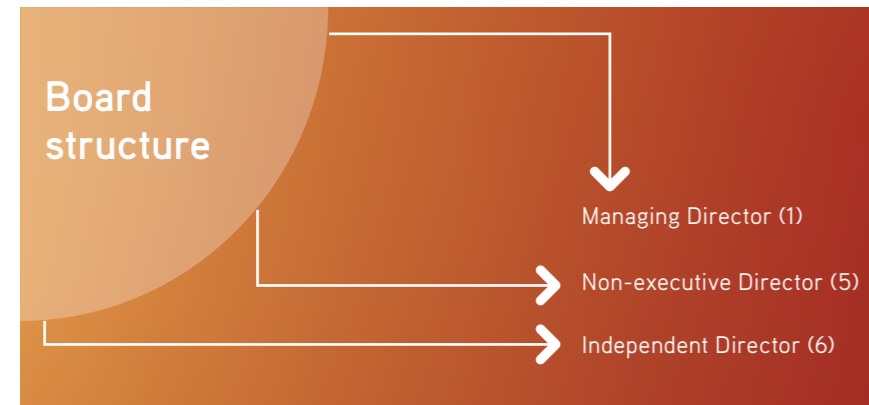 Board
structure
Managing Director (1)
Non-executive Director (5)
Independent Director (6)